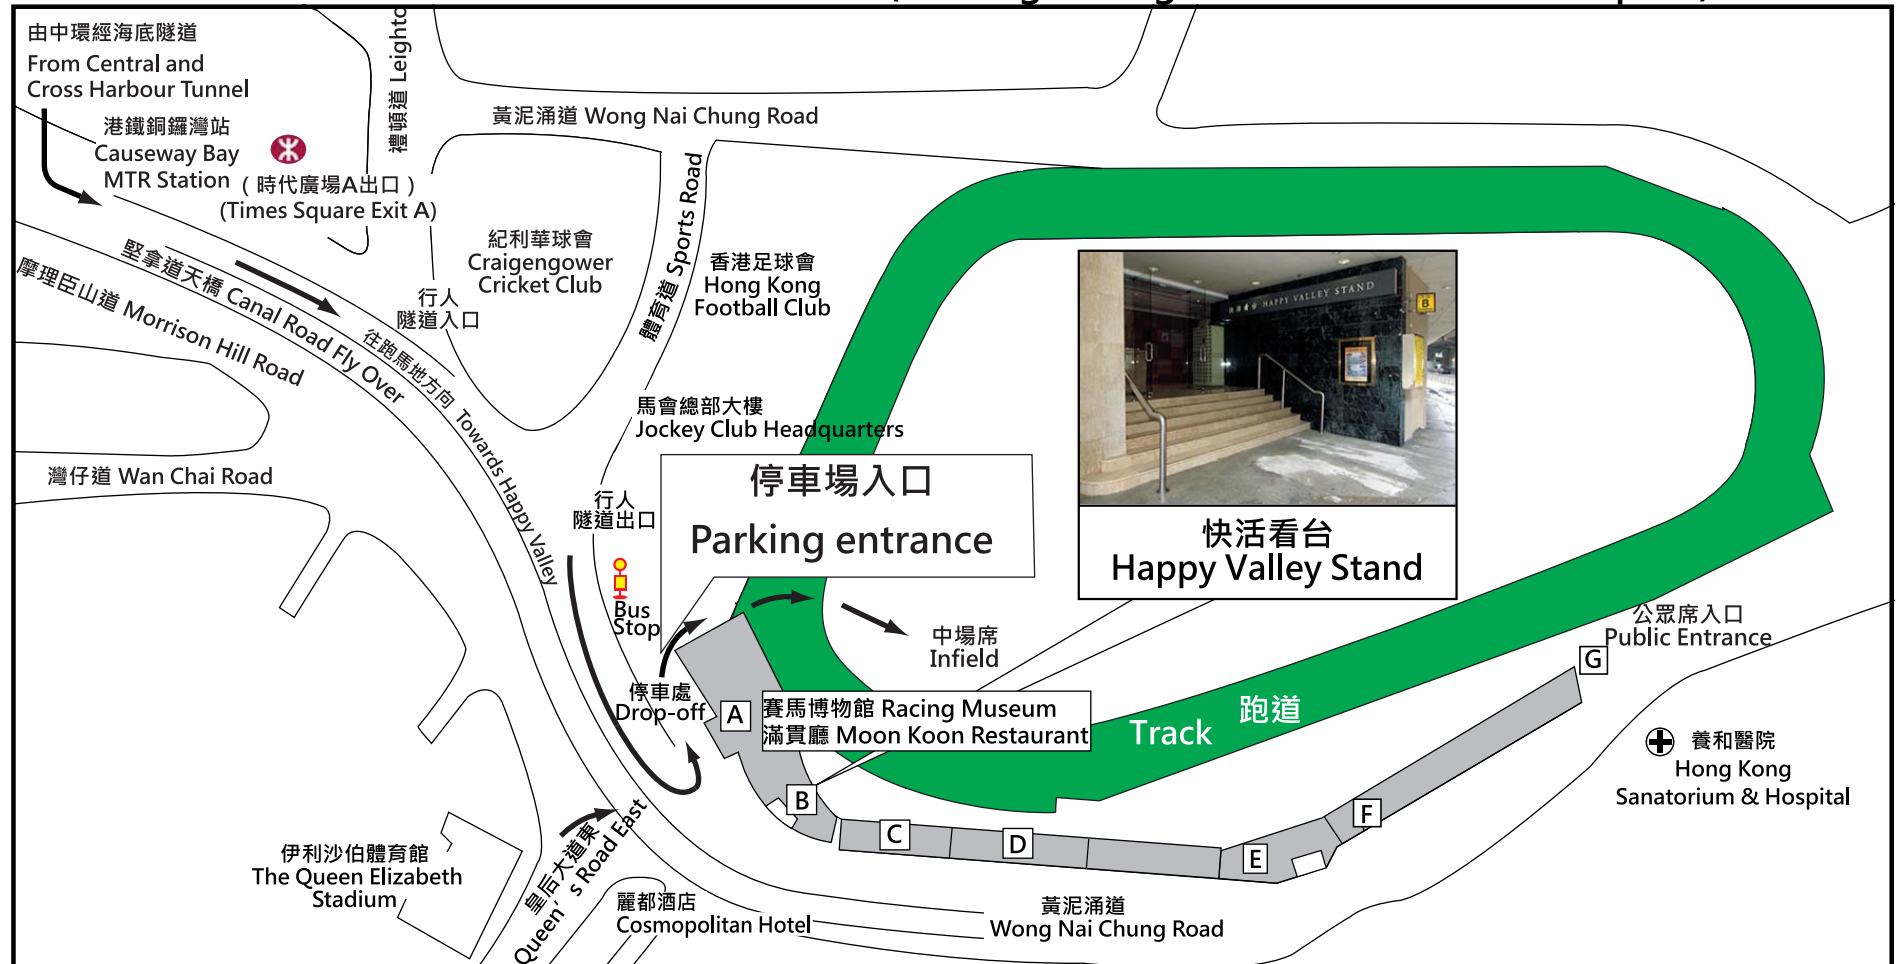 由中環經海底隧道
From Central and
Cross Harbour Tunnel
港鐵銅鑼灣站
Causeway Bay
MTR Station
( 時代廣場A出口 )
(Times Square Exit A)
禮頓道
黃泥涌道 Wong Nai Chung Road
紀利華球會
Craigengower
Cricket Club
體育道 Sports Road
香港足球會
Hong Kong
Football Club
堅拿道天橋 Canal Road Fly Over
摩理臣山道 Morrison Hill Road
行人
隧道入口
往跑馬地方向 Towards Happy Valley
灣仔道 Wan Chai Road
馬會總部大樓
Jockey Club Headquarters
停車場入口
Parking entrance
行人
隧道出口
Bus
Stop
HAPPY VALLEY STAND
B
快活看台
Happy Valley Stand
中場席
Infield
公眾席入口
Public Entrance
G
停車處
Drop-off
A
賽馬博物館 Racing Museum
滿貫廳 Moon Koon Restaurant
跑道
Track
養和醫院
Hong Kong
Sanatorium & Hospital
B
C
D
E
F
伊利沙伯體育館
The Queen Elizabeth
Stadium
皇后大道東
Queen's Road East
麗都酒店
Cosmopolitan Hotel
黃泥涌道
Wong Nai Chung Road